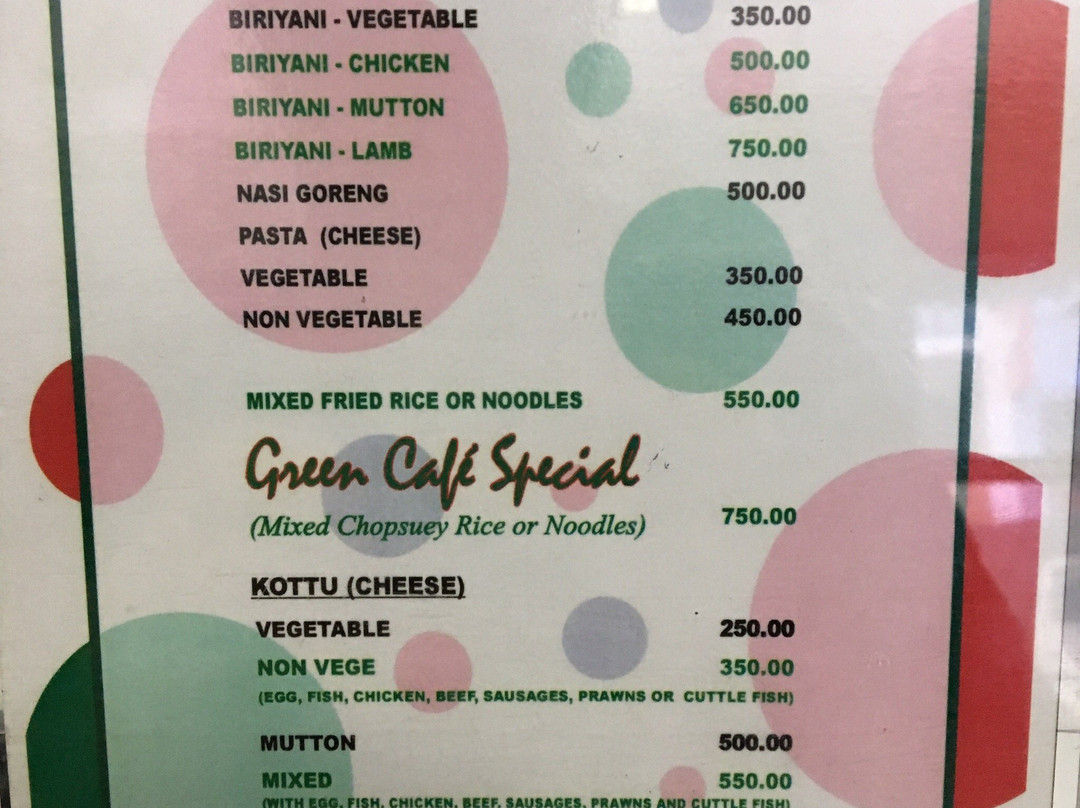 BIRIYANI - VEGETABLE 350.00
BIRIYANI - CHICKEN 500.00
BIRIYANI - MUTTON 650.00
BIRIYANI - LAMB 750.00
NASI GORENG 500.00
PASTA (CHEESE)
VEGETABLE 350.00
NON VEGETABLE 450.00
MIXED FRIED RICE OR NOODLES 550.00
Green Café Special
(Mixed Chopsuey Rice or Noodles) 750.00
KOTTU (CHEESE)
VEGETABLE 250.00
NON VEGE 350.00
(EGG, FISH, CHICKEN, BEEF, SAUSAGES, PRAWNS OR CUTTLE FISH)
MUTTON 500.00
MIXED 550.00
(WITH EGG, FISH, CHICKEN, BEEF, SAUSAGES, PRAWNS AND CUTTLE FISH)